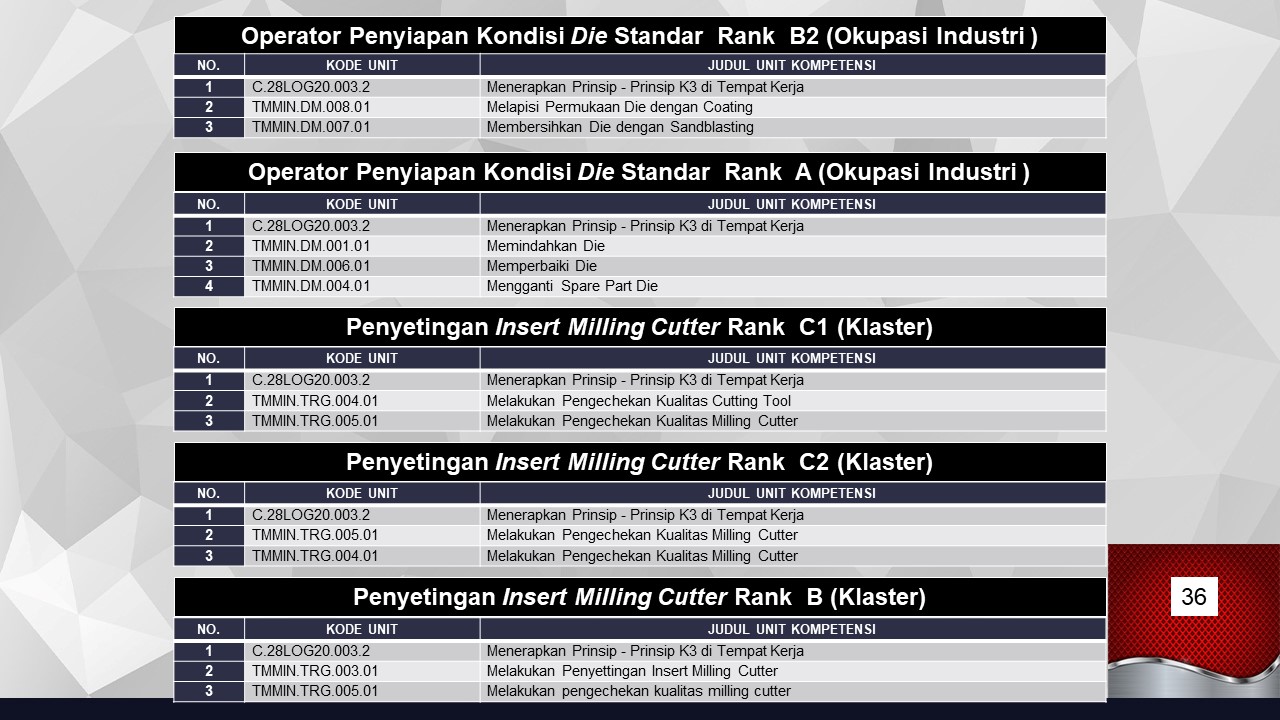 Operator Penyiapan Kondisi Die Standar Rank B2 (Okupasi Industri )
NO. KODE UNIT JUDUL UNIT KOMPETENSI
1 C.28LOG20.003.2 Menerapkan Prinsip - Prinsip K3 di Tempat Kerja
2 TMMIN.DM.008.01 Melapisi Permukaan Die dengan Coating
3 TMMIN.DM.007.01 Membersihkan Die dengan Sandblasting
Operator Penyiapan Kondisi Die Standar Rank A (Okupasi Industri )
NO. KODE UNIT JUDUL UNIT KOMPETENSI
1 C.28LOG20.003.2 Menerapkan Prinsip - Prinsip K3 di Tempat Kerja
2 TMMIN.DM.001.01 Memindahkan Die
3 TMMIN.DM.006.01 Memperbaiki Die
4 TMMIN.DM.004.01 Mengganti Spare Part Die
Penyetingan Insert Milling Cutter Rank C1 (Klaster)
NO. KODE UNIT JUDUL UNIT KOMPETENSI
1 C.28LOG20.003.2 Menerapkan Prinsip - Prinsip K3 di Tempat Kerja
2 TMMIN.TRG.004.01 Melakukan Pengechekan Kualitas Cutting Tool
3 TMMIN.TRG.005.01 Melakukan Pengechekan Kualitas Milling Cutter
Penyetingan Insert Milling Cutter Rank C2 (Klaster)
NO. KODE UNIT JUDUL UNIT KOMPETENSI
1 C.28LOG20.003.2 Menerapkan Prinsip - Prinsip K3 di Tempat Kerja
2 TMMIN.TRG.005.01 Melakukan Pengechekan Kualitas Milling Cutter
3 TMMIN.TRG.004.01 Melakukan Pengechekan Kualitas Milling Cutter
Penyetingan Insert Milling Cutter Rank B (Klaster)
NO. KODE UNIT JUDUL UNIT KOMPETENSI
1 C.28LOG20.003.2 Menerapkan Prinsip - Prinsip K3 di Tempat Kerja
2 TMMIN.TRG.003.01 Melakukan Penyettingan Insert Milling Cutter
3 TMMIN.TRG.005.01 Melakukan pengechekan kualitas milling cutter
36